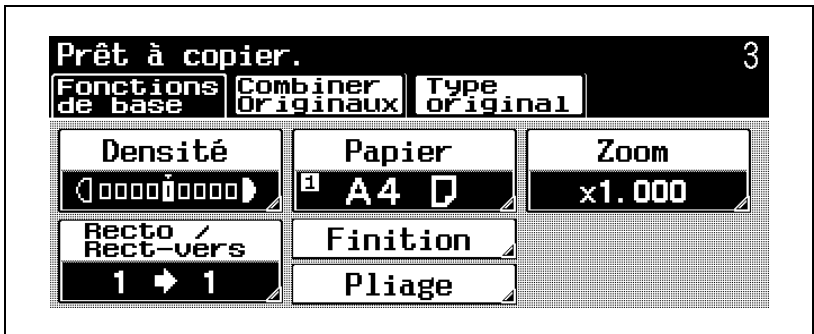 Prêt à copier. 3
Fonctions de base
Combiner Originaux
Type original
Densité
Papier
Zoom
1 A4
x1.000
Recto / Rect-vers
Finition
1 → 1
Pliage